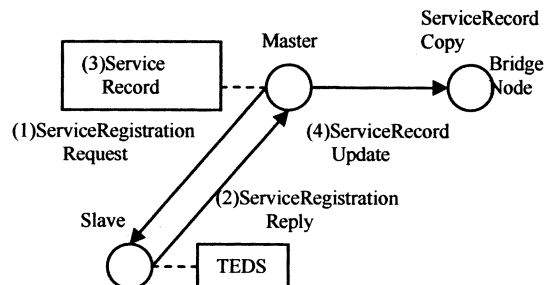 ServiceRecord
Copy
Master
Bridge
Node
(3)Service
Record
(1)ServiceRegistration
Request
(4)ServiceRecord
Update
(2)ServiceRegistration
Reply
Slave
TEDS